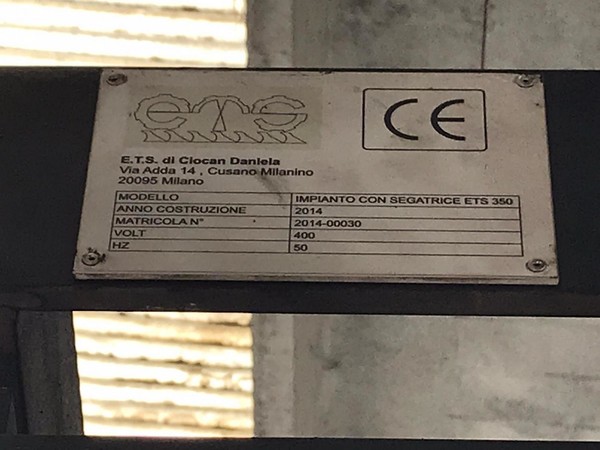 ems
CE
E.T.S. di Ciocan Daniela
Via Adda 14 , Cusano Milanino
20095 Milano
MODELLO IMPIANTO CON SEGATRICE ETS 350
ANNO COSTRUZIONE 2014
MATRICOLA N° 2014-00030
VOLT 400
HZ 50